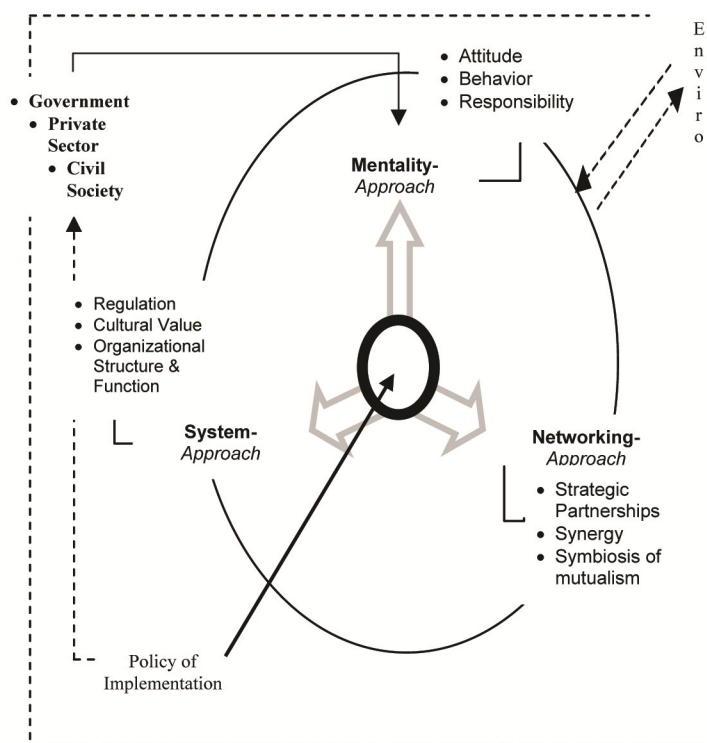 E
n
v
i
r
o
• Attitude
• Behavior
• Responsibility
• Government
• Private
Sector
• Civil
Society
Mentality-
Approach
• Regulation
• Cultural Value
• Organizational
Structure &
Function
System-
Approach
Networking-
Approach
• Strategic
Partnerships
• Synergy
• Symbiosis of
mutualism
Policy of
Implementation